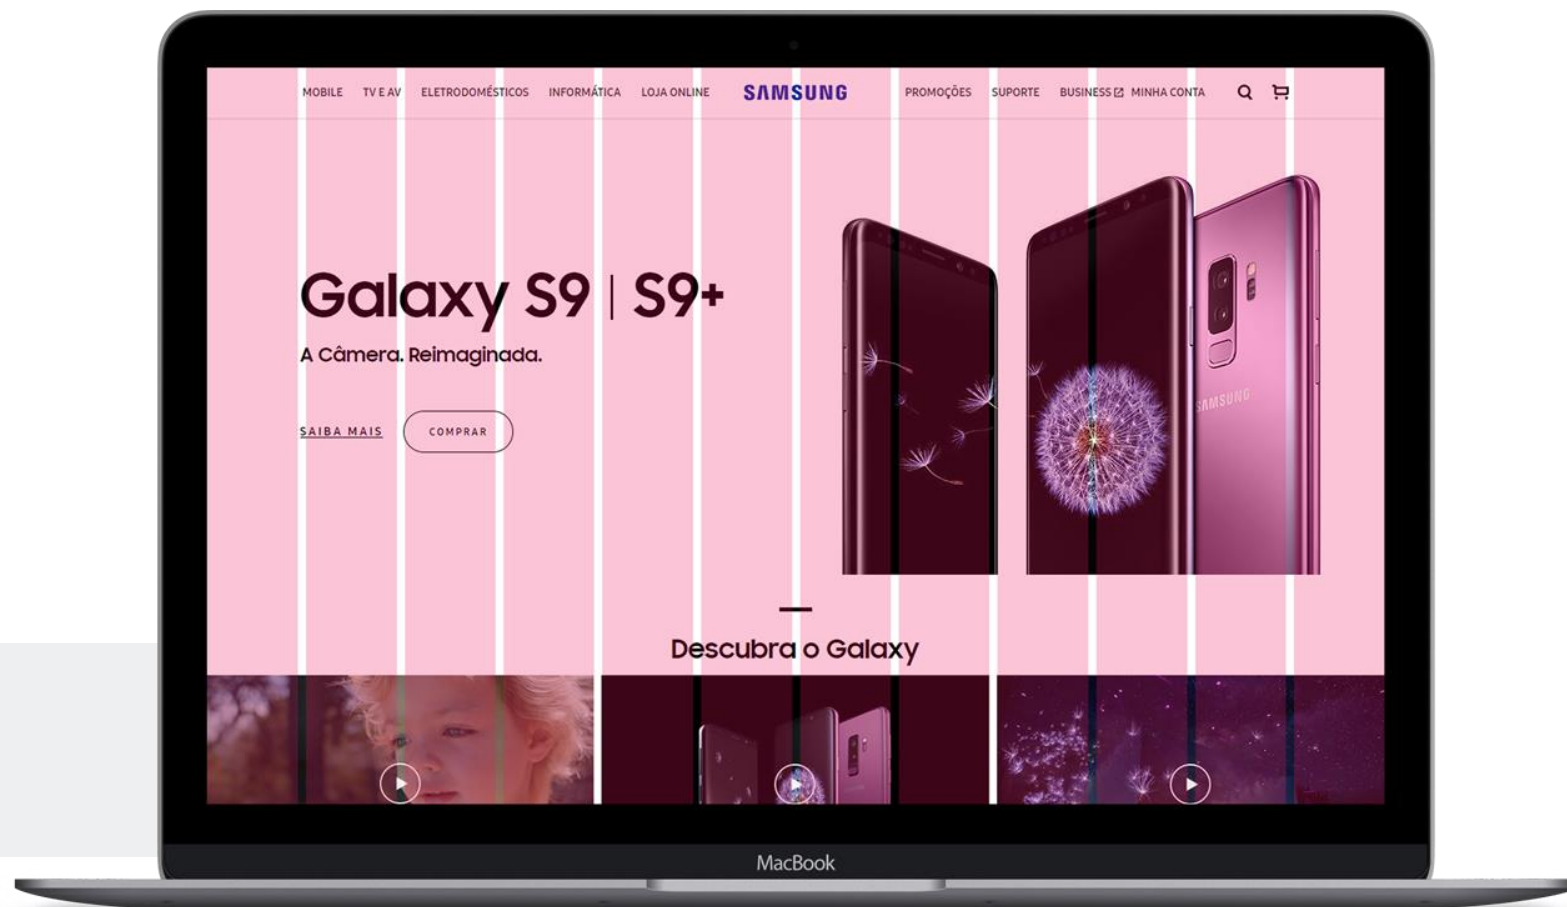 MOBILE TV E AV ELETRODOMÉSTICOS INFORMÁTICA LOJA ONLINE SAMSUNG PROMOÇÕES SUPORTE BUSINESS MINHA CONTA
Galaxy S9 | S9+
A Câmera. Reimaginada.
SAIBA MAIS COMPRAR
SAMSUNG
Descubra o Galaxy
MacBook